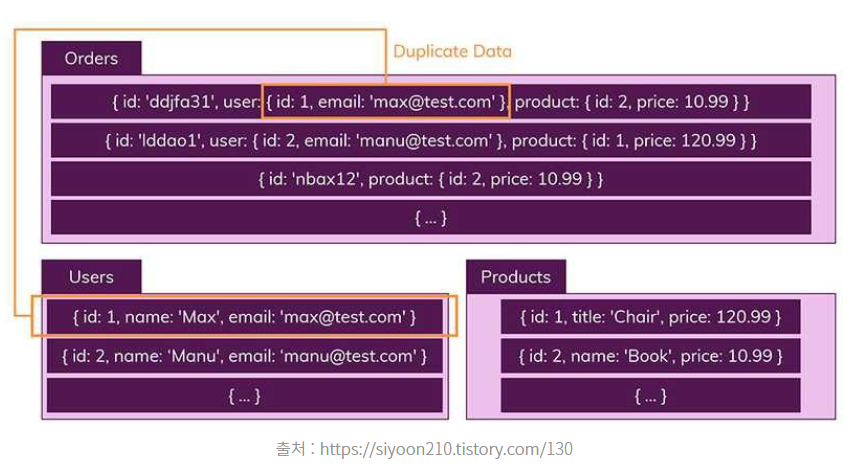 Duplicate Data
Orders
{ id: 'ddjfa31', user: { id: 1, email: 'max@test.com' }, product: { id: 2, price: 10.99 } }
{ id: 'lddao1', user: { id: 2, email: 'manu@test.com' }, product: { id: 1, price: 120.99 } }
{ id: 'nbax12', product: { id: 2, price: 10.99 } }
{ ... }
Users
{ id: 1, name: 'Max', email: 'max@test.com' }
{ id: 2, name: 'Manu', email: 'manu@test.com' }
{ ... }
Products
{ id: 1, title: 'Chair', price: 120.99 }
{ id: 2, name: 'Book', price: 10.99 }
{ ... }
출처 : https://siyoon210.tistory.com/130